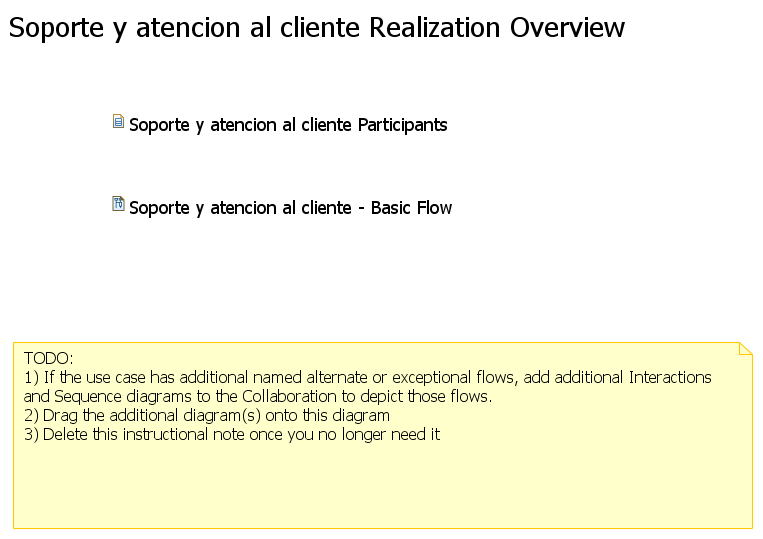 Soporte y atencion al cliente Realization Overview
Soporte y atencion al cliente Participants
Soporte y atencion al cliente - Basic Flow
TODO:
1) If the use case has additional named alternate or exceptional flows, add additional Interactions
and Sequence diagrams to the Collaboration to depict those flows.
2) Drag the additional diagram(s) onto this diagram
3) Delete this instructional note once you no longer need it